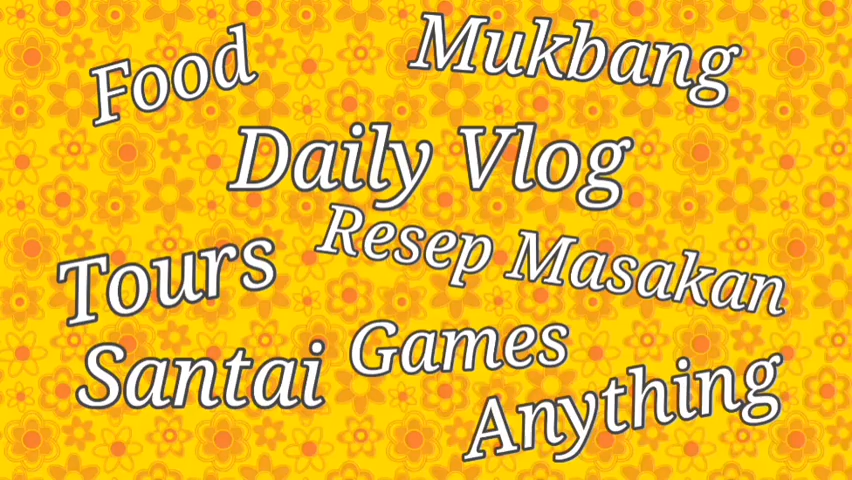 Food
Mukbang
Daily Vlog
Resep Masakan
Tours
Games
Santai
Anything